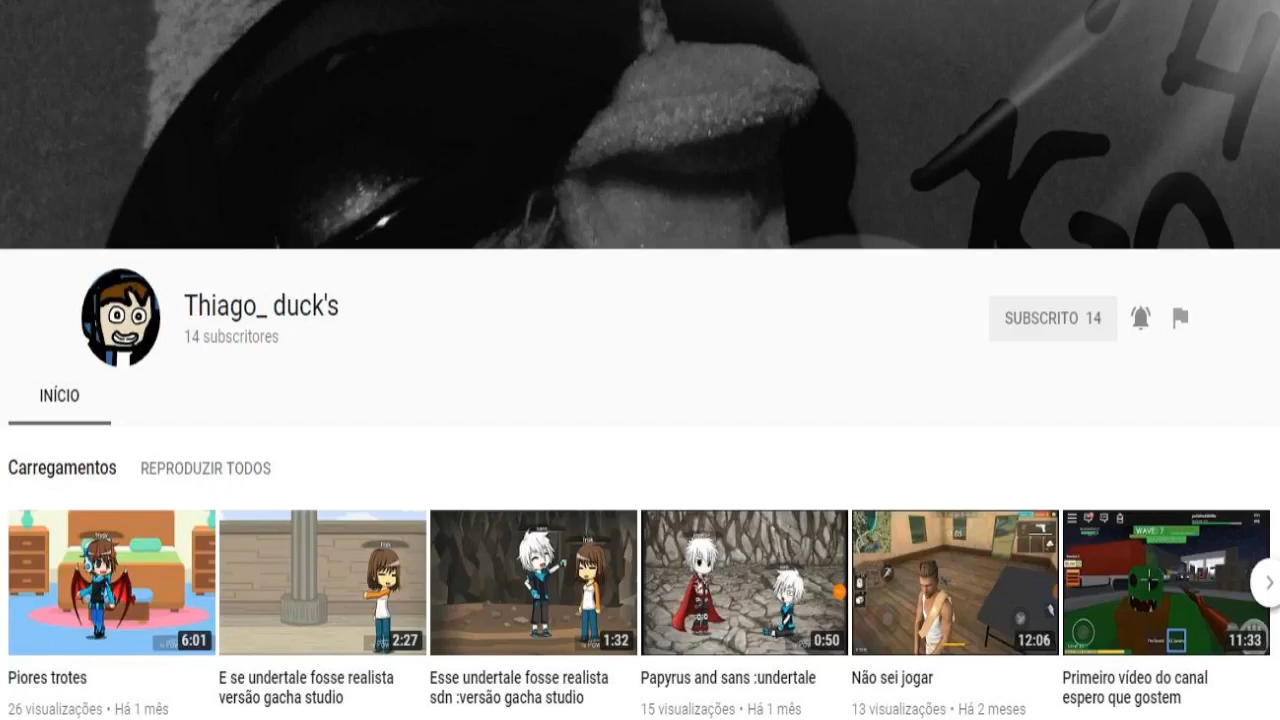 Thiago_ duck's
14 subscritores
SUBSCRITO 14
INÍCIO
Carregamentos REPRODUZIR TODOS
6:01
2:27
1:32
0:50
12:06
WAVE: 7
11:33
Piores trotes
26 visualizações • Há 1 mês
E se undertale fosse realista
versão gacha studio
Esse undertale fosse realista
sdn :versão gacha studio
Papyrus and sans :undertale
15 visualizações • Há 1 mês
Não sei jogar
13 visualizações • Há 2 meses
Primeiro vídeo do canal
espero que gostem